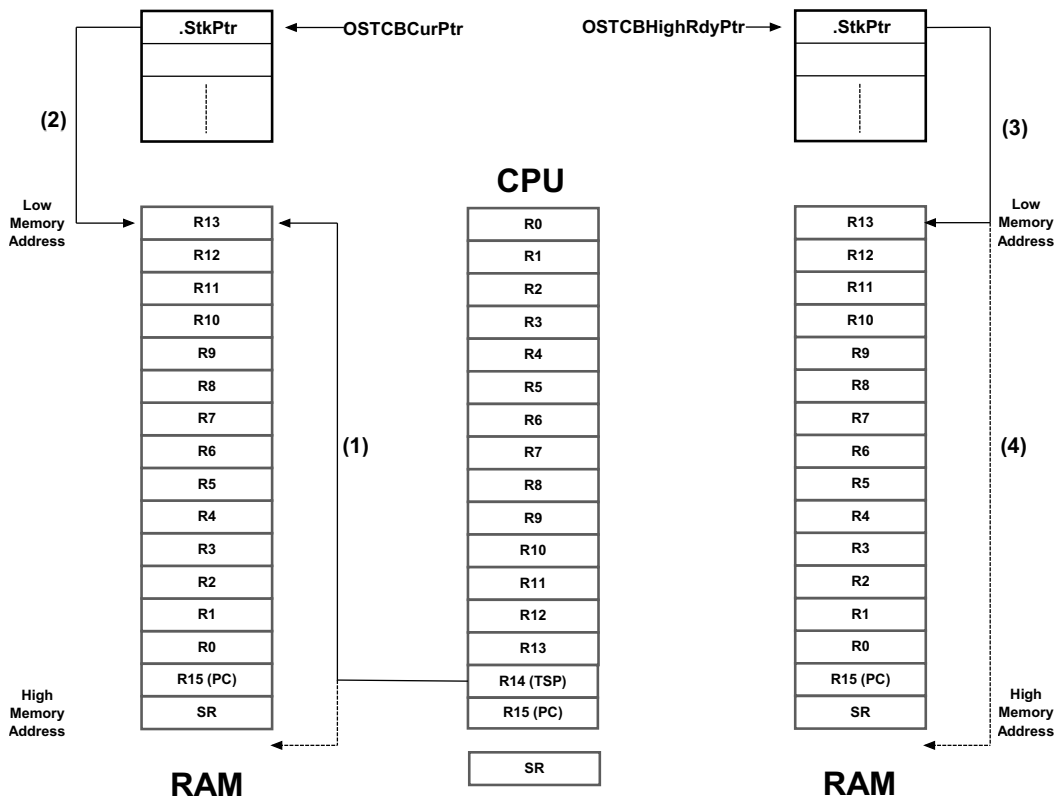 .StkPtr
OSTCBCurPtr
OSTCBHighRdyPtr
.StkPtr
(2)
(3)
CPU
Low
Memory
Address
R13
R12
R11
R10
R9
R8
R7
R6
R5
R4
R3
R2
R1
R0
R15 (PC)
SR
High
Memory
Address
RAM
(1)
R0
R1
R2
R3
R4
R5
R6
R7
R8
R9
R10
R11
R12
R13
R14 (TSP)
R15 (PC)
SR
R13
R12
R11
R10
R9
R8
R7
R6
R5
R4
R3
R2
R1
R0
R15 (PC)
SR
RAM
Low
Memory
Address
(4)
High
Memory
Address